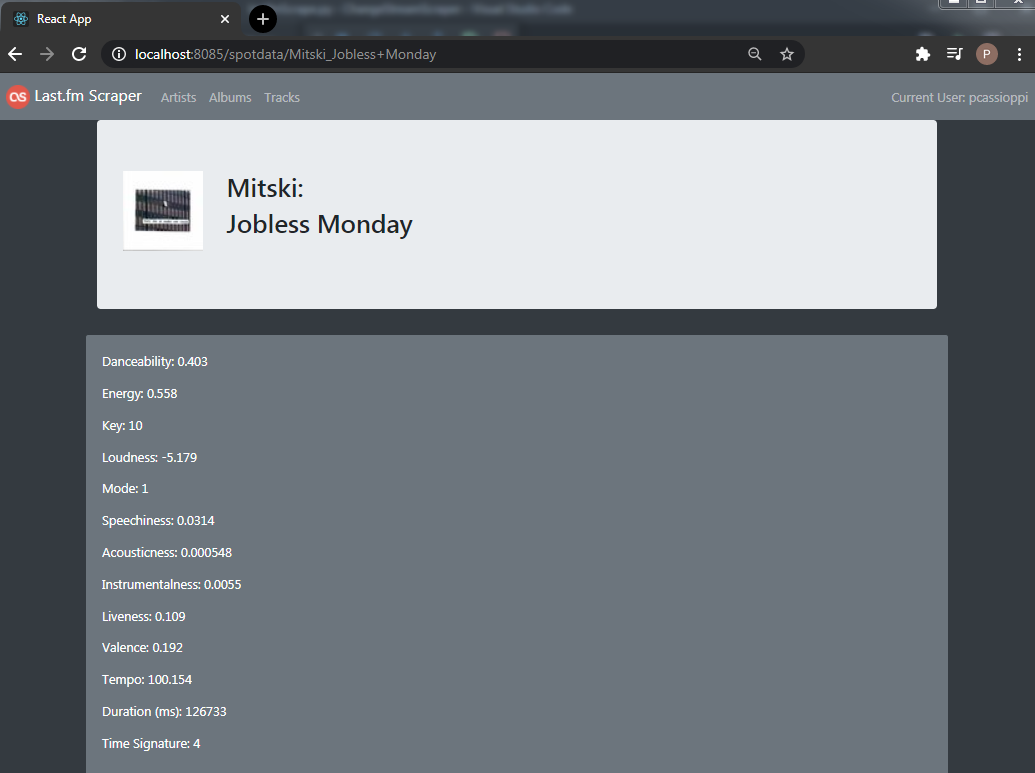 React App
localhost:8085/spotdata/Mitski_Jobless+Monday
P
Last.fm Scraper
Artists
Albums
Tracks
Current User: pcassioppi
Mitski:
Jobless Monday
Danceability: 0.403
Energy: 0.558
Key: 10
Loudness: -5.179
Mode: 1
Speechiness: 0.0314
Acousticness: 0.000548
Instrumentalness: 0.0055
Liveness: 0.109
Valence: 0.192
Tempo: 100.154
Duration (ms): 126733
Time Signature: 4